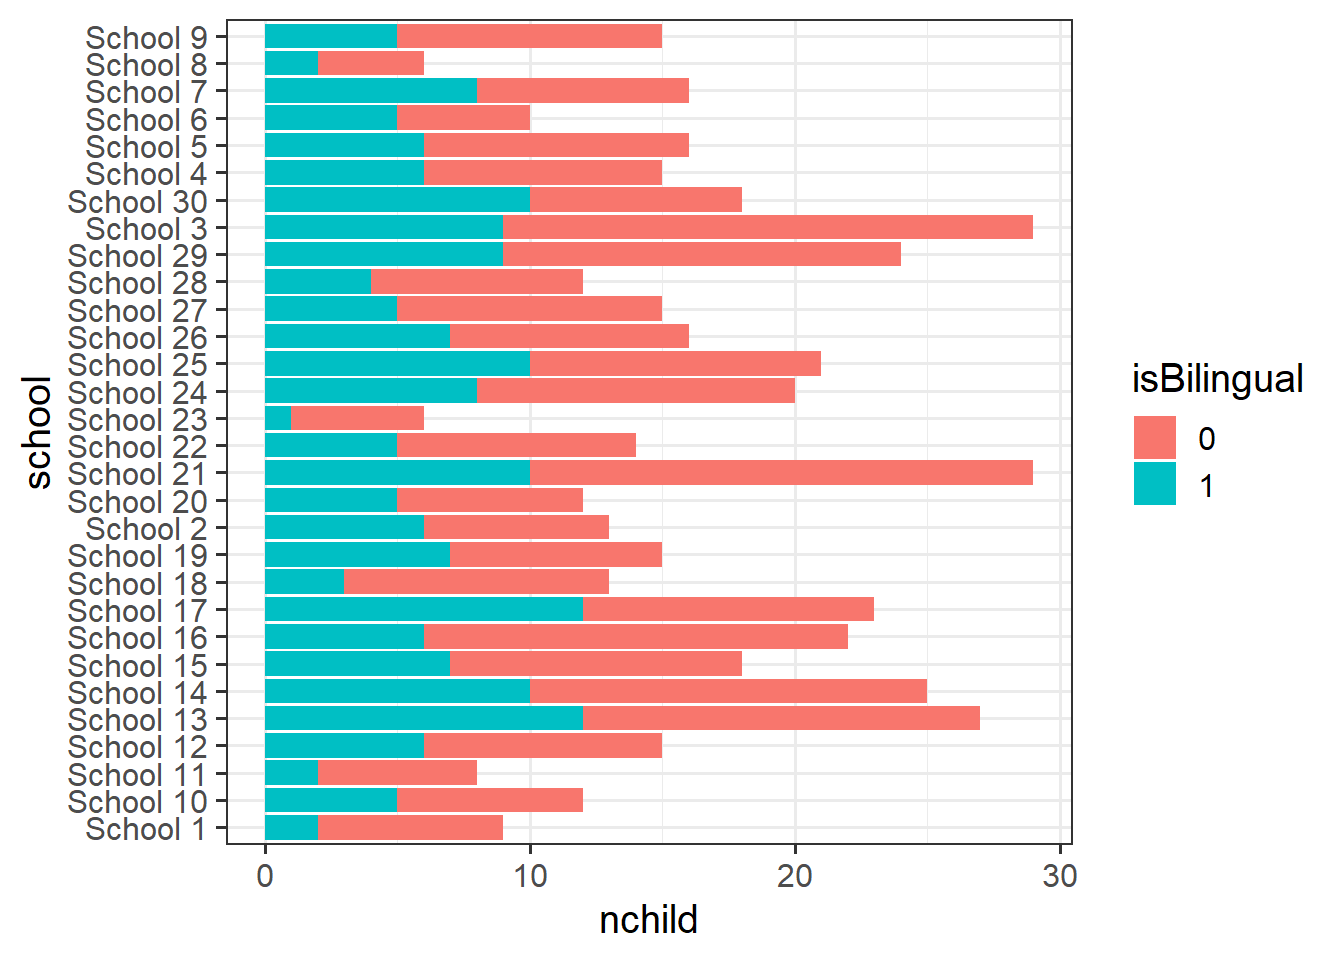 School 9
School 8
School 7
School 6
School 5
School 4
School 30
School 3
School 29
School 28
School 27
School 26
School 25
School 24
School 23
School 22
School 21
School 20
School 2
School 19
School 18
School 17
School 16
School 15
School 14
School 13
School 12
School 11
School 10
School 1
school
0 10 20 30
nchild
isBilingual
0
1